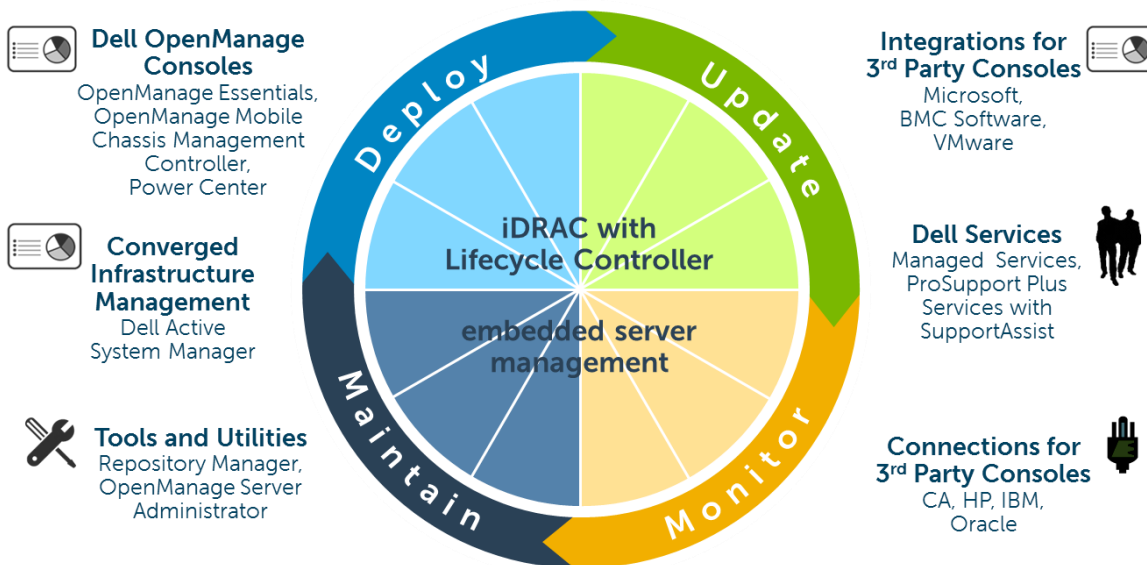 Dell OpenManage
Consoles
OpenManage Essentials,
OpenManage Mobile
Chassis Management
Controller,
Power Center
Converged
Infrastructure
Management
Dell Active
System Manager
Tools and Utilities
Repository Manager,
OpenManage Server
Administrator
Deploy
Update
iDRAC with
Lifecycle Controller
embedded server
management
Maintain
Monitor
Integrations for
3rd Party Consoles
Microsoft,
BMC Software,
VMware
Dell Services
Managed Services,
ProSupport Plus
Services with
SupportAssist
Connections for
3rd Party Consoles
CA, HP, IBM,
Oracle